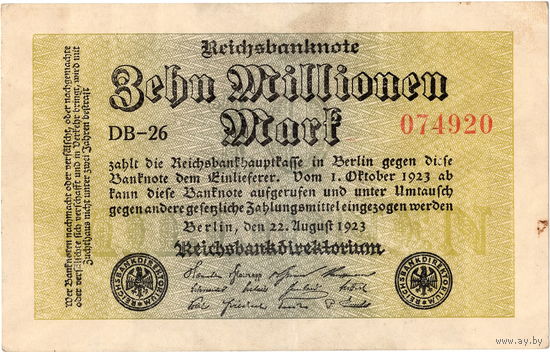 Reichsbanknote
Zehn Millionen
Mark
DB-26
074920
zahlt die Reichsbankhauptkasse in Berlin gegen diese
Banknote dem Einlieferer. Vom 1. Oktober 1923 ab
kann diese Banknote aufgerufen und unter Umtausch
gegen andere gesetzliche Zahlungsmittel eingezogen werden
Berlin, den 22. August 1923
Reichsbankdirektorium
Wer Banknoten nachmacht oder verfälscht, oder nachgemachte
oder verfälschte sich verschafft und in Verkehr bringt, wird mit
Zuchthaus nicht unter zwei Jahren bestraft
REICHSBANKDIREKTORIUM
REICHSBANKDIREKTORIUM
www.ay.by